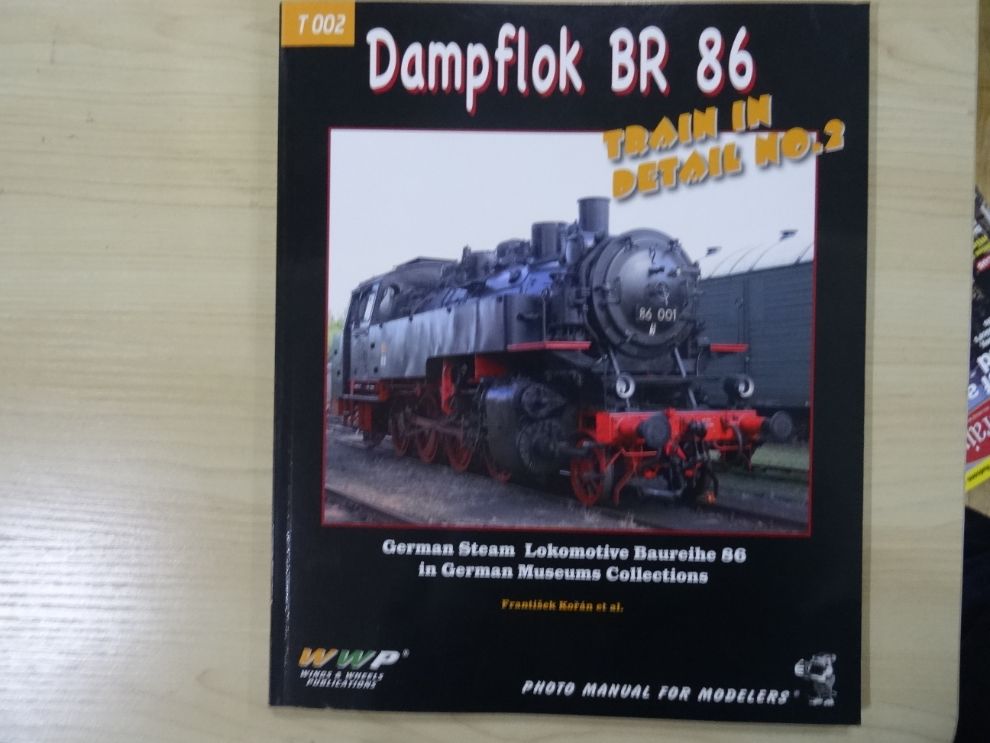 T 002
Dampflok BR 86
TRAIN IN
DETAIL NO.2
86 001
German Steam Lokomotive Baureihe 86
in German Museums Collections
František Kořán et al.
WWP®
WINGS & WHEELS
PUBLICATIONS
PHOTO MANUAL FOR MODELERS